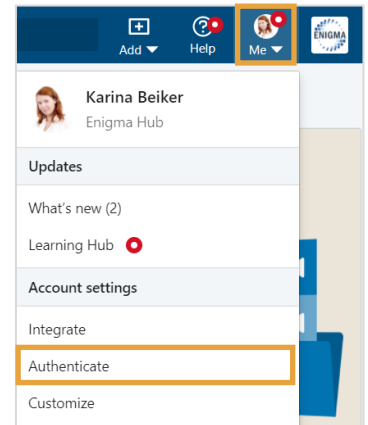 Add Help Me ENIGMA
Karina Beiker
Enigma Hub
Updates
What's new (2)
Learning Hub
Account settings
Integrate
Authenticate
Customize